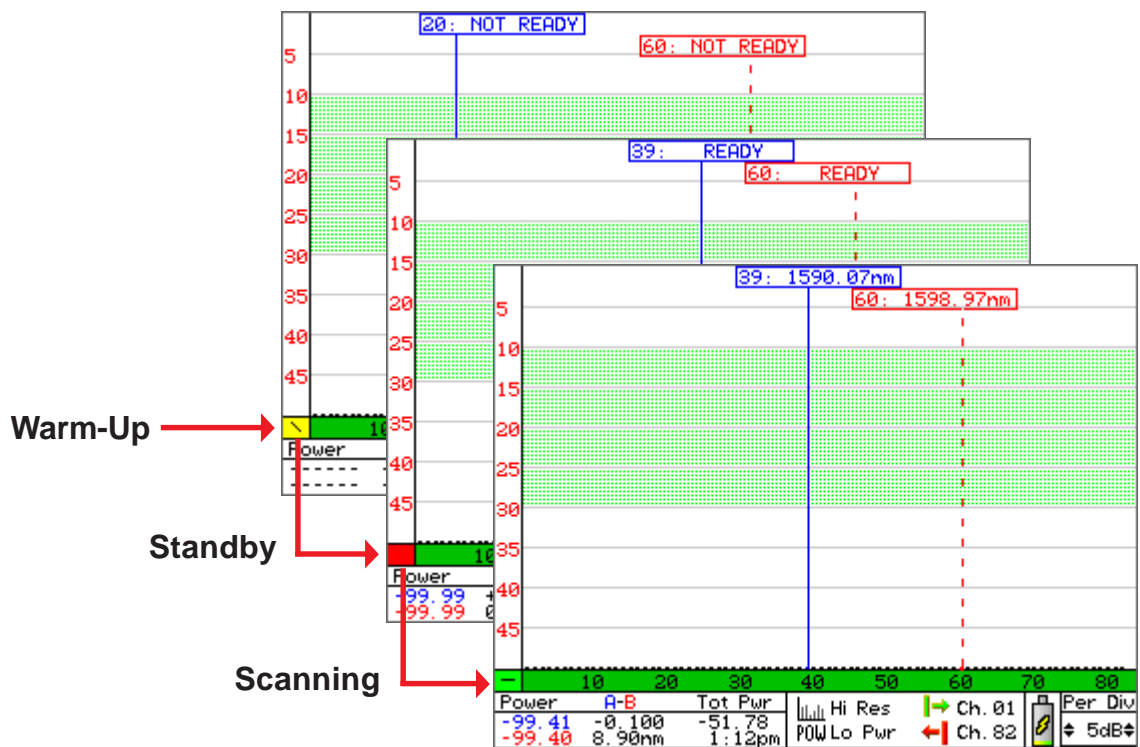 20: NOT READY
60: NOT READY
5
10
15
20
25
30
35
40
45
Warm-Up
10
Power
------
------
39: READY
60: READY
5
10
15
20
25
30
35
40
45
Standby
10
Power
-99.99 +
-99.99
39: 1590.07nm
60: 1598.97nm
5
10
15
20
25
30
35
40
45
Scanning
10 20 30 40 50 60 70 80
Power A-B Tot Pwr Hi Res Ch. 01 Per Div
-99.41 -0.100 -51.78
-99.40 8.90nm 1:12pm POW Lo Pwr Ch. 82 5dB